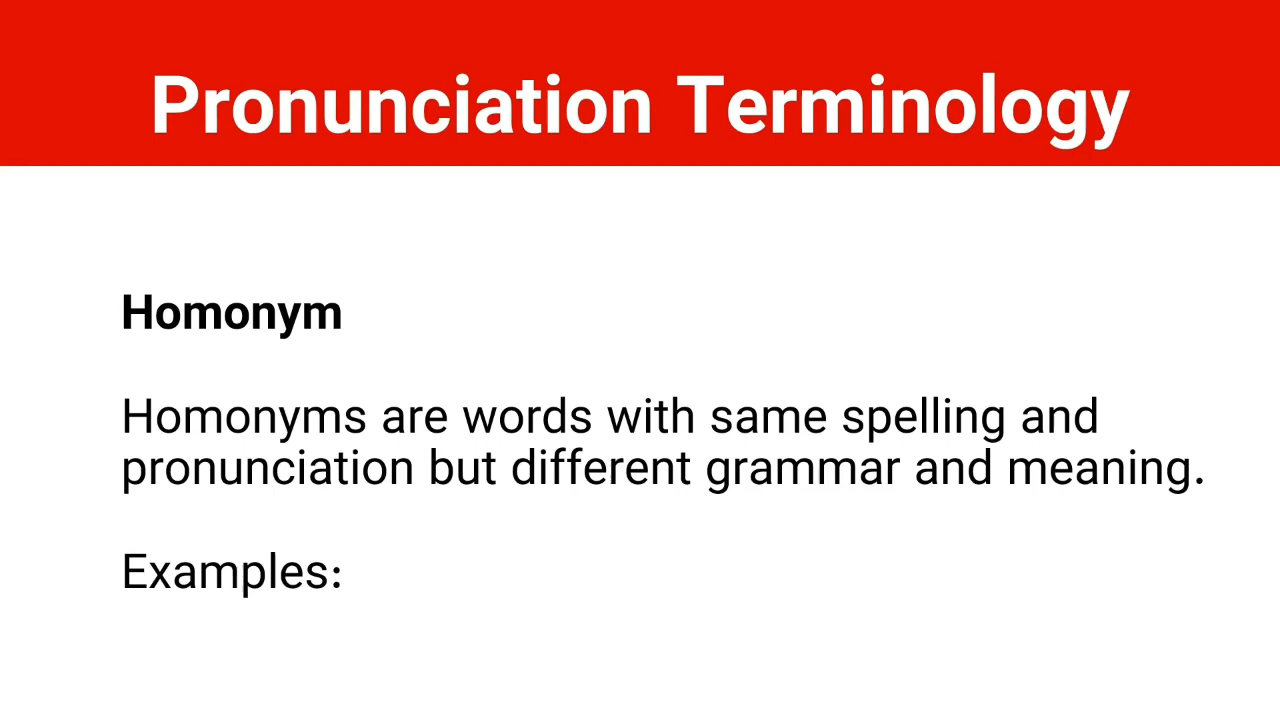 Pronunciation Terminology
Homonym
Homonyms are words with same spelling and
pronunciation but different grammar and meaning.
Examples: